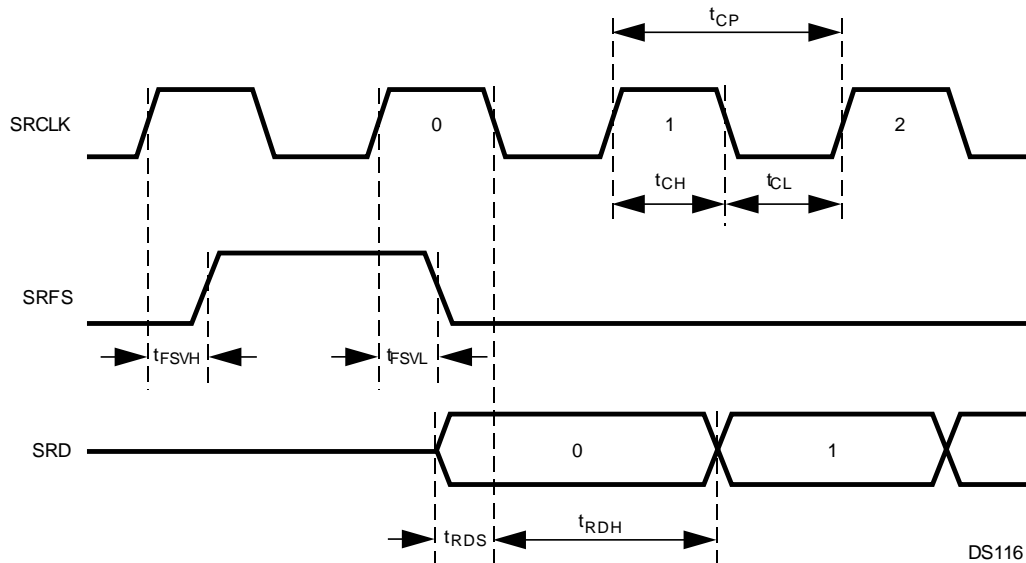 tCP
SRCLK
0
1
2
tCH
tCL
SRFS
tFSVH
tFSVL
SRD
0
1
tRDS
tRDH
DS116